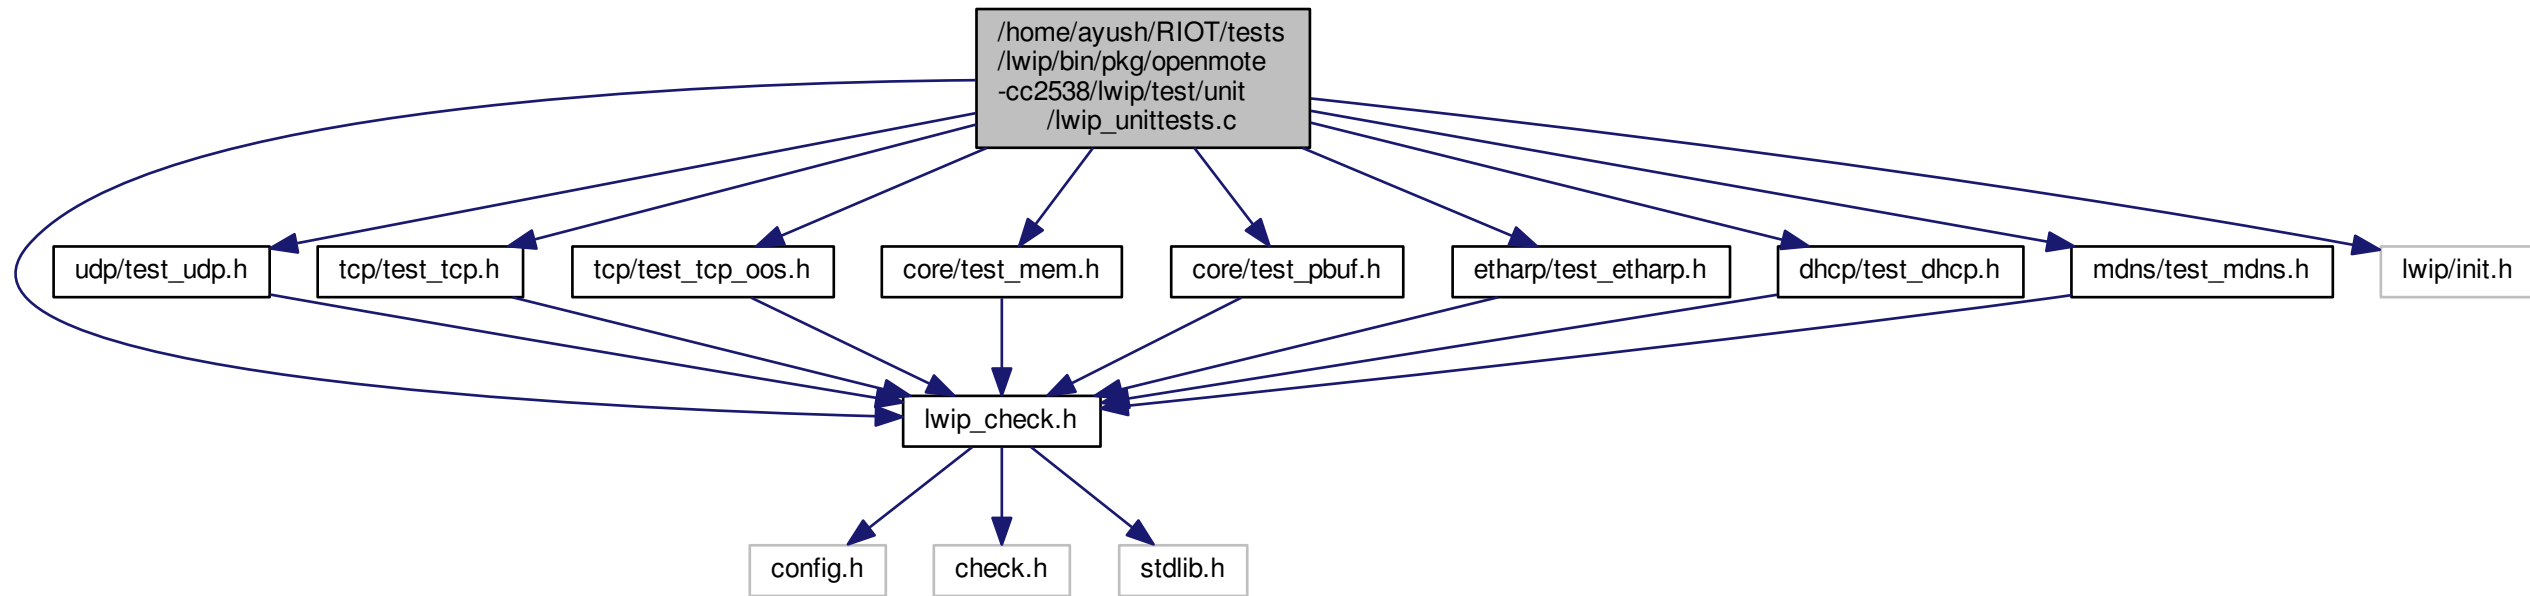 /home/ayush/RIOT/tests
/lwip/bin/pkg/openmote
-cc2538/lwip/test/unit
/lwip_unittests.c
udp/test_udp.h
tcp/test_tcp.h
tcp/test_tcp_oos.h
core/test_mem.h
core/test_pbuf.h
etharp/test_etharp.h
dhcp/test_dhcp.h
mdns/test_mdns.h
lwip/init.h
lwip_check.h
config.h
check.h
stdlib.h